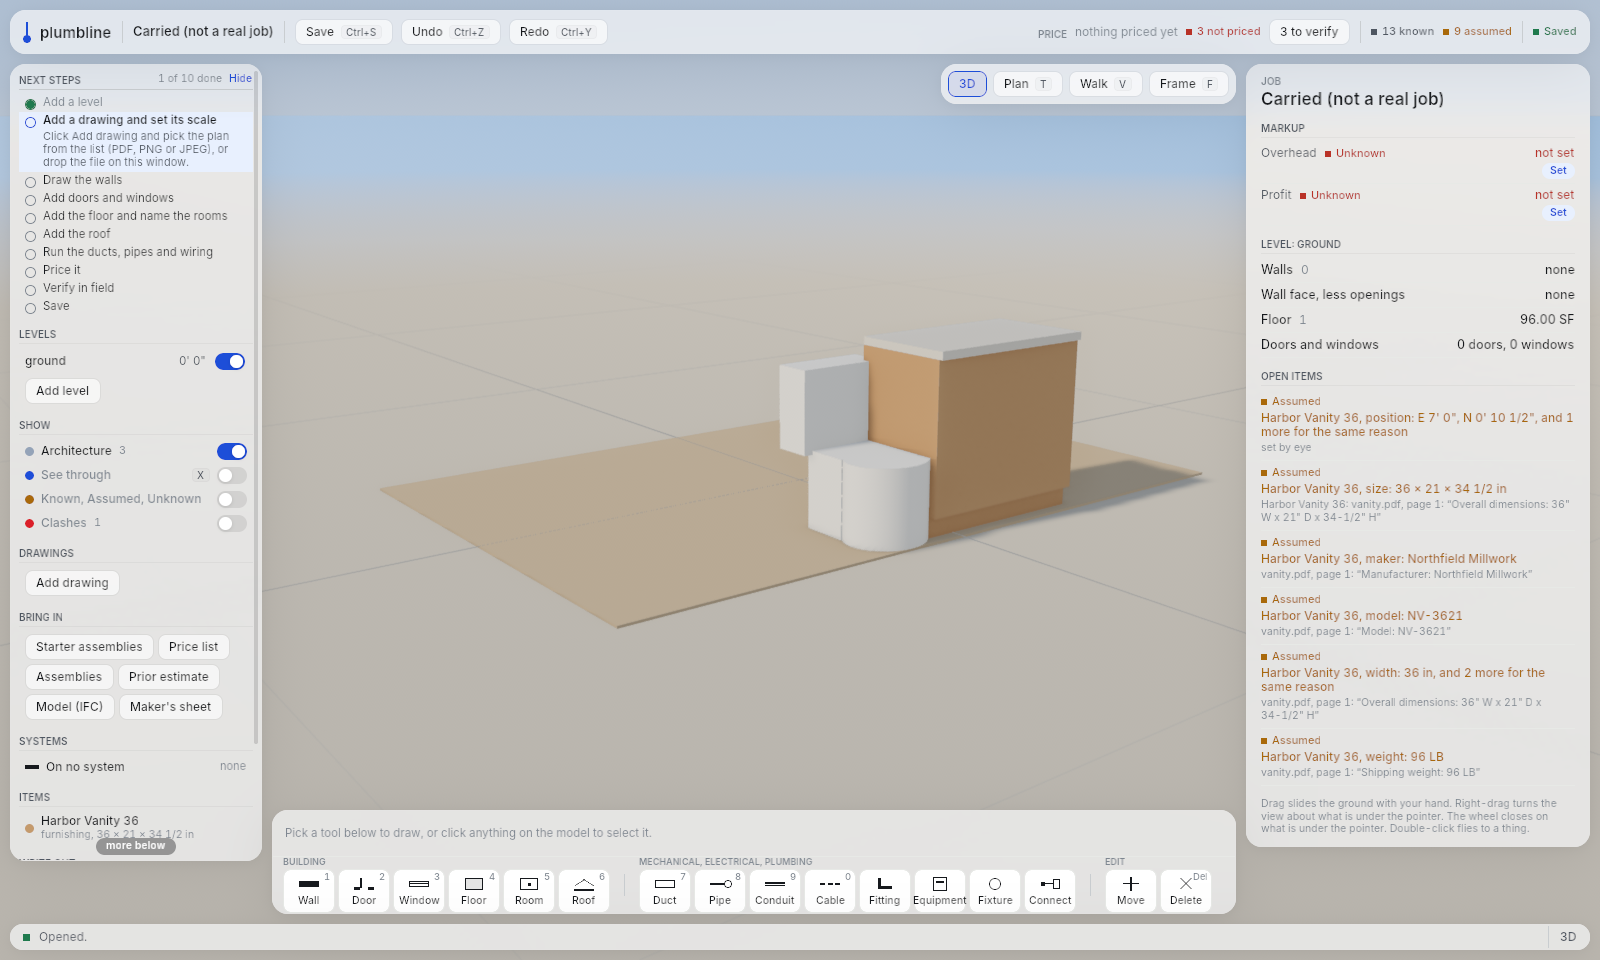 plumbline
Carried (not a real job)
Save Ctrl+S
Undo Ctrl+Z
Redo Ctrl+Y
PRICE nothing priced yet
3 not priced
3 to verify
13 known
9 assumed
Saved
NEXT STEPS
1 of 10 done Hide
Add a level
Add a drawing and set its scale
Click Add drawing and pick the plan
from the list (PDF, PNG or JPEG), or
drop the file on this window.
Draw the walls
Add doors and windows
Add the floor and name the rooms
Add the roof
Run the ducts, pipes and wiring
Price it
Verify in field
Save
LEVELS
ground 0' 0"
Add level
SHOW
Architecture 3
See through X
Known, Assumed, Unknown
Clashes 1
DRAWINGS
Add drawing
BRING IN
Starter assemblies
Price list
Assemblies
Prior estimate
Model (IFC)
Maker's sheet
SYSTEMS
On no system none
ITEMS
Harbor Vanity 36
furnishing, 36 × 21 × 34 1/2 in
more below
3D
Plan T
Walk V
Frame F
JOB
Carried (not a real job)
MARKUP
Overhead Unknown not set
Set
Profit Unknown not set
Set
LEVEL: GROUND
Walls 0 none
Wall face, less openings none
Floor 1 96.00 SF
Doors and windows 0 doors, 0 windows
OPEN ITEMS
Assumed
Harbor Vanity 36, position: E 7' 0", N 0' 10 1/2", and 1
more for the same reason
set by eye
Assumed
Harbor Vanity 36, size: 36 × 21 × 34 1/2 in
Harbor Vanity 36: vanity.pdf, page 1: “Overall dimensions: 36"
W x 21" D x 34-1/2" H”
Assumed
Harbor Vanity 36, maker: Northfield Millwork
vanity.pdf, page 1: “Manufacturer: Northfield Millwork”
Assumed
Harbor Vanity 36, model: NV-3621
vanity.pdf, page 1: “Model: NV-3621”
Assumed
Harbor Vanity 36, width: 36 in, and 2 more for the
same reason
vanity.pdf, page 1: “Overall dimensions: 36" W x 21" D x
34-1/2" H”
Assumed
Harbor Vanity 36, weight: 96 LB
vanity.pdf, page 1: “Shipping weight: 96 LB”
Drag slides the ground with your hand. Right-drag turns the
view about what is under the pointer. The wheel closes on
what is under the pointer. Double-click flies to a thing.
Pick a tool below to draw, or click anything on the model to select it.
BUILDING
1 Wall
2 Door
3 Window
4 Floor
5 Room
6 Roof
MECHANICAL, ELECTRICAL, PLUMBING
7 Duct
8 Pipe
9 Conduit
0 Cable
Fitting
Equipment
Fixture
Connect
EDIT
Move
Del Delete
Opened.
3D